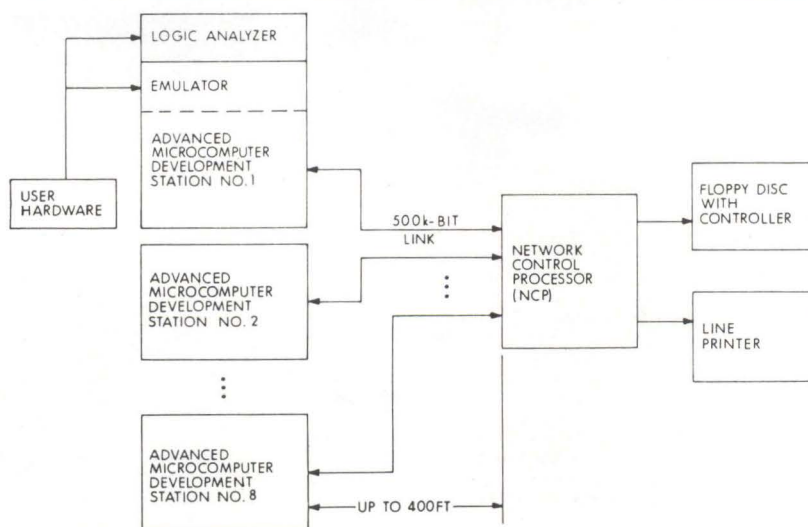 LOGIC ANALYZER
EMULATOR
ADVANCED
MICROCOMPUTER
DEVELOPMENT
STATION NO.1
USER
HARDWARE
500k-BIT
LINK
NETWORK
CONTROL
PROCESSOR
(NCP)
FLOPPY DISC
WITH
CONTROLLER
LINE
PRINTER
ADVANCED
MICROCOMPUTER
DEVELOPMENT
STATION NO. 2
ADVANCED
MICROCOMPUTER
DEVELOPMENT
STATION NO. 8
UP TO 400FT